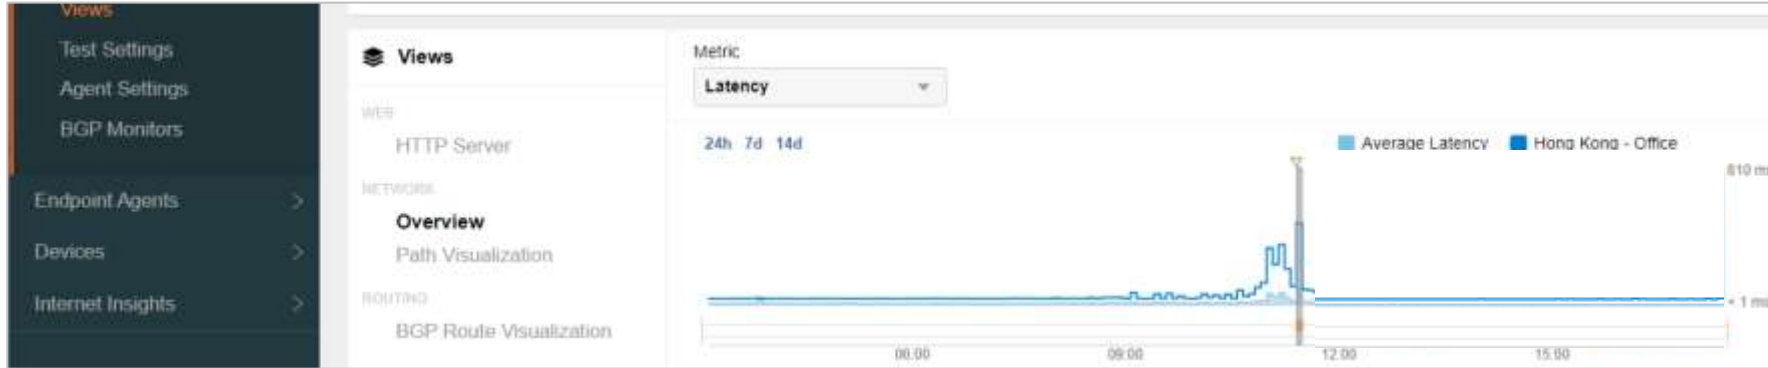 Views
Test Settings
Agent Settings
BGP Monitors
Endpoint Agents
Devices
Internet Insights
Views
WEB
HTTP Server
NETWORK
Overview
Path Visualization
ROUTING
BGP Route Visualization
Metric
Latency
24h 7d 14d
Average Latency Hong Kong - Office
810 m
< 1 m
06:00 09:00 12:00 15:00